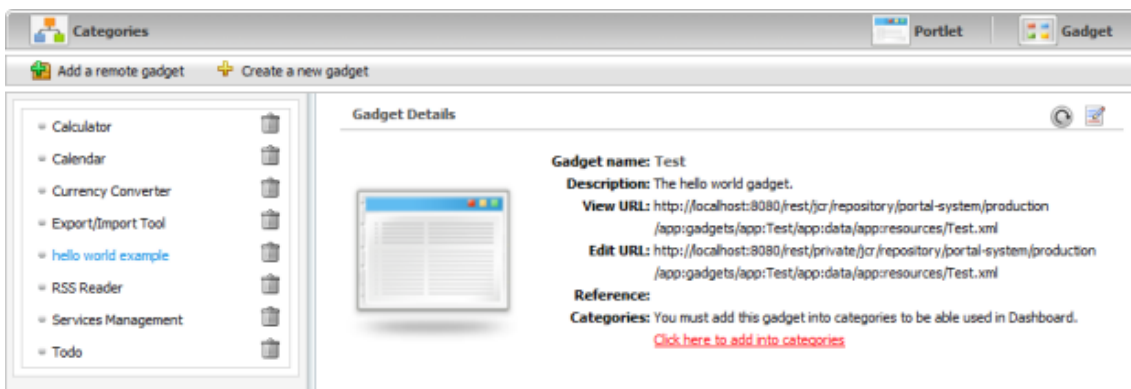 Categories
Portlet
Gadget
Add a remote gadget
Create a new gadget
Calculator
Calendar
Currency Converter
Export/Import Tool
hello world example
RSS Reader
Services Management
Todo
Gadget Details
Gadget name: Test
Description: The hello world gadget.
View URL: http://localhost:8080/rest/jcr/repository/portal-system/production
/app:gadgets/app:Test/app:data/app:resources/Test.xml
Edit URL: http://localhost:8080/rest/private/jcr/repository/portal-system/production
/app:gadgets/app:Test/app:data/app:resources/Test.xml
Reference:
Categories: You must add this gadget into categories to be able used in Dashboard.
Click here to add into categories